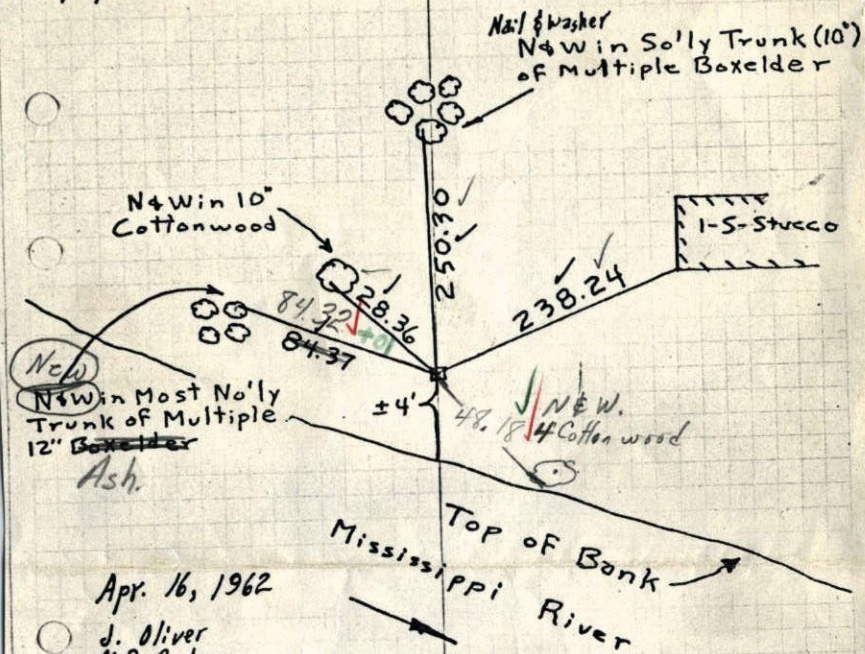 Nail & Washer
N&W in So'ly Trunk (10")
of Multiple Boxelder
N&W in 10"
Cottonwood
250.30
1-S-Stucco
238.24
28.36
84.32
+01
84.37
New
N&W in Most No'ly
Trunk of Multiple
12" Boxelder
Ash.
±4'
48.18
N & W.
4 Cottonwood
Top of Bank
Mississippi River
Apr. 16, 1962
J. Oliver